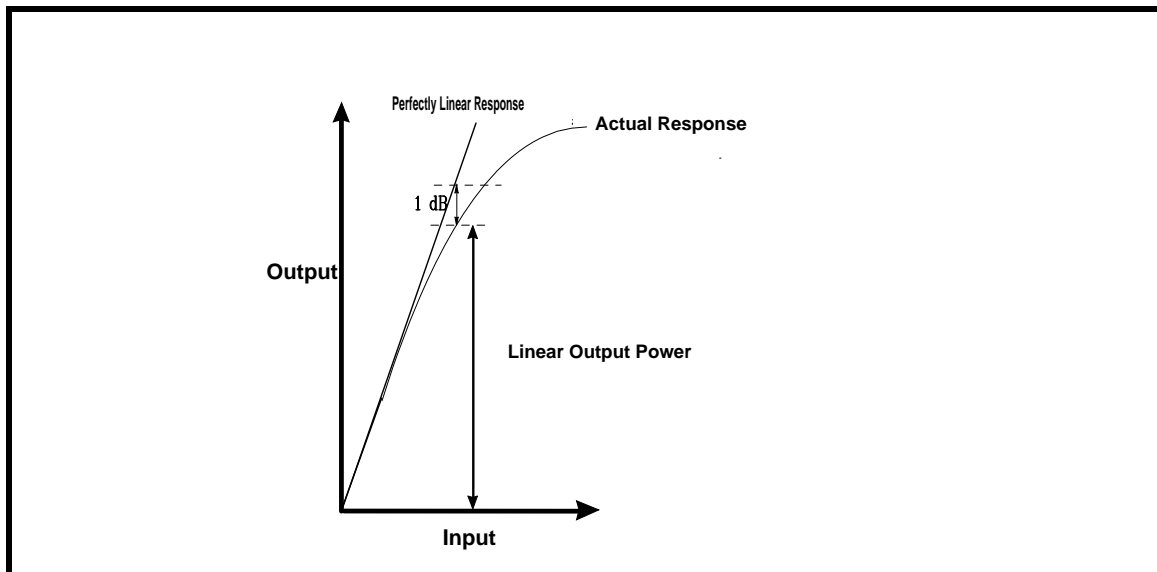 Perfectly Linear Response
Actual Response
1 dB
Output
Linear Output Power
Input